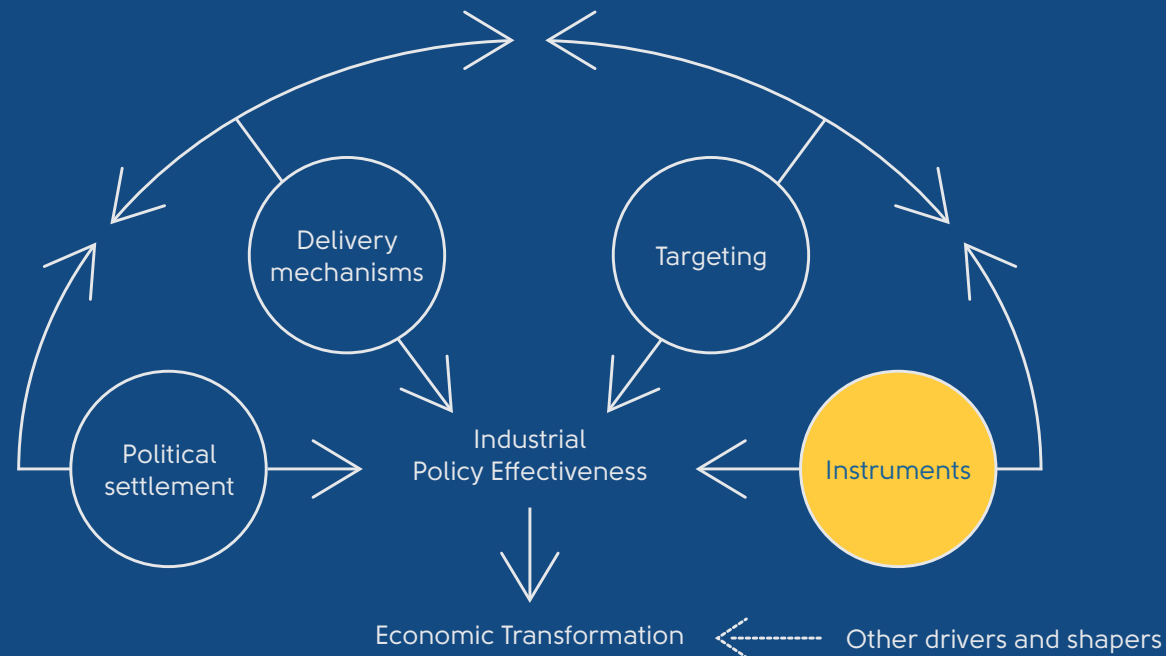 Delivery
mechanisms
Targeting
Political
settlement
Industrial
Policy Effectiveness
Instruments
Economic Transformation
Other drivers and shapers